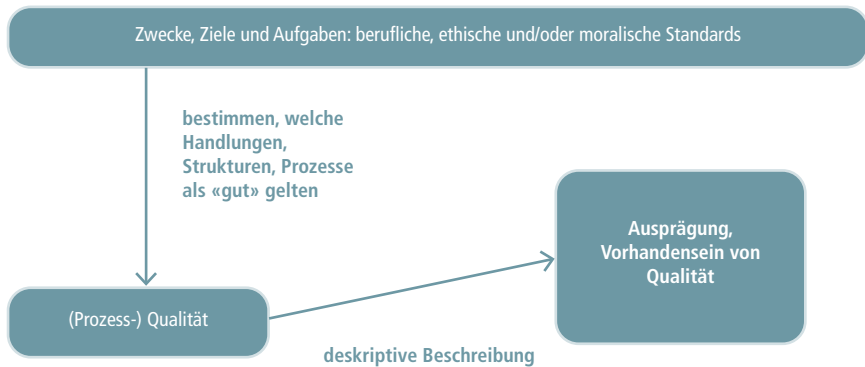 Zwecke, Ziele und Aufgaben: berufliche, ethische und/oder moralische Standards
bestimmen, welche
Handlungen,
Strukturen, Prozesse
als «gut» gelten
Ausprägung,
Vorhandensein von
Qualität
(Prozess-) Qualität
deskriptive Beschreibung